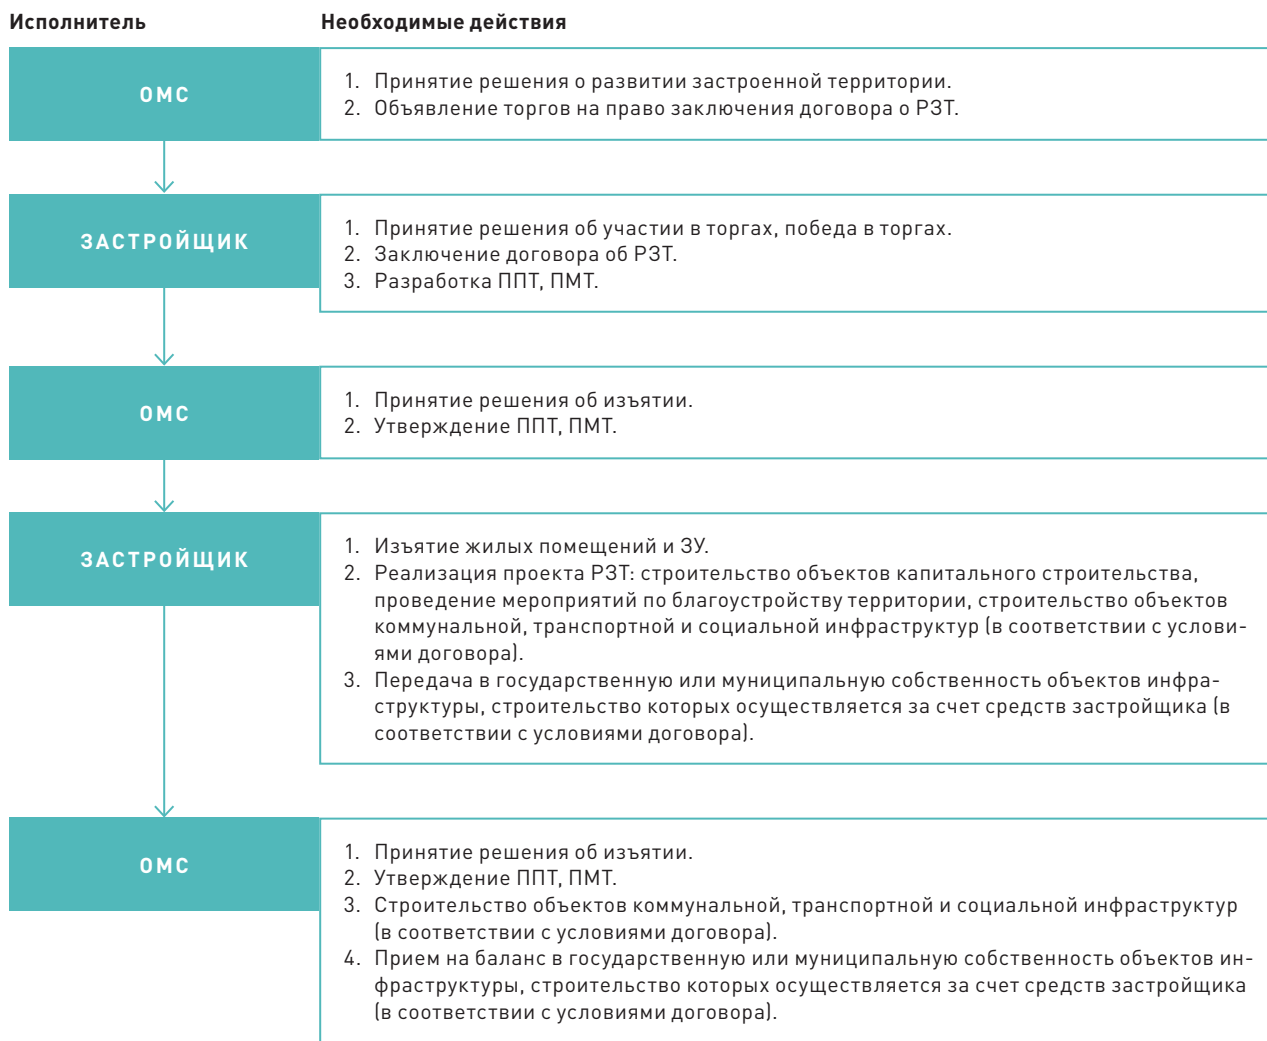 Исполнитель
Необходимые действия
ОМС
1. Принятие решения о развитии застроенной территории.
2. Объявление торгов на право заключения договора о РЗТ.
ЗАСТРОЙЩИК
1. Принятие решения об участии в торгах, победа в торгах.
2. Заключение договора об РЗТ.
3. Разработка ППТ, ПМТ.
ОМС
1. Принятие решения об изъятии.
2. Утверждение ППТ, ПМТ.
ЗАСТРОЙЩИК
1. Изъятие жилых помещений и ЗУ.
2. Реализация проекта РЗТ: строительство объектов капитального строительства,
проведение мероприятий по благоустройству территории, строительство объектов
коммунальной, транспортной и социальной инфраструктур (в соответствии с услови-
ями договора).
3. Передача в государственную или муниципальную собственность объектов инфра-
структуры, строительство которых осуществляется за счет средств застройщика (в
соответствии с условиями договора).
ОМС
1. Принятие решения об изъятии.
2. Утверждение ППТ, ПМТ.
3. Строительство объектов коммунальной, транспортной и социальной инфраструктур
(в соответствии с условиями договора).
4. Прием на баланс в государственную или муниципальную собственность объектов ин-
фраструктуры, строительство которых осуществляется за счет средств застройщика
(в соответствии с условиями договора).